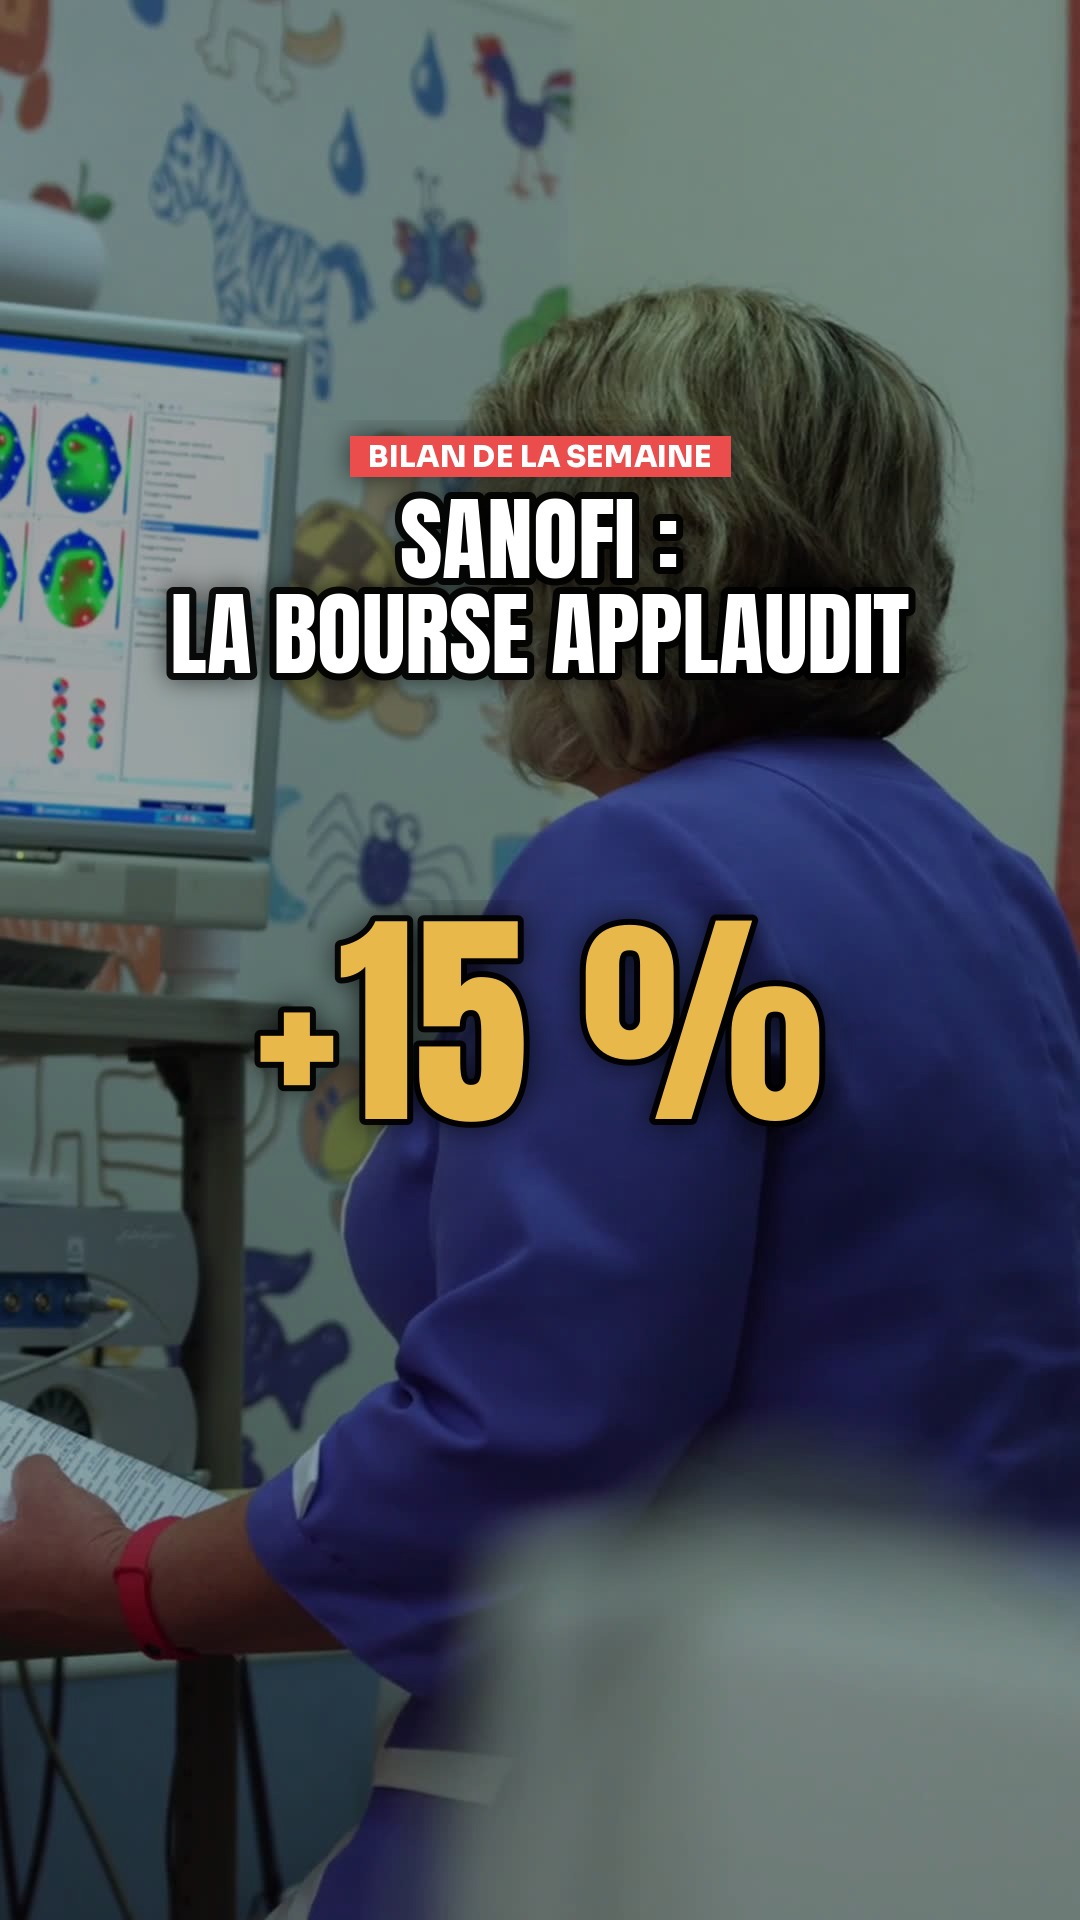 BILAN DE LA SEMAINE
SANOFI :
LA BOURSE APPLAUDIT
+15 %